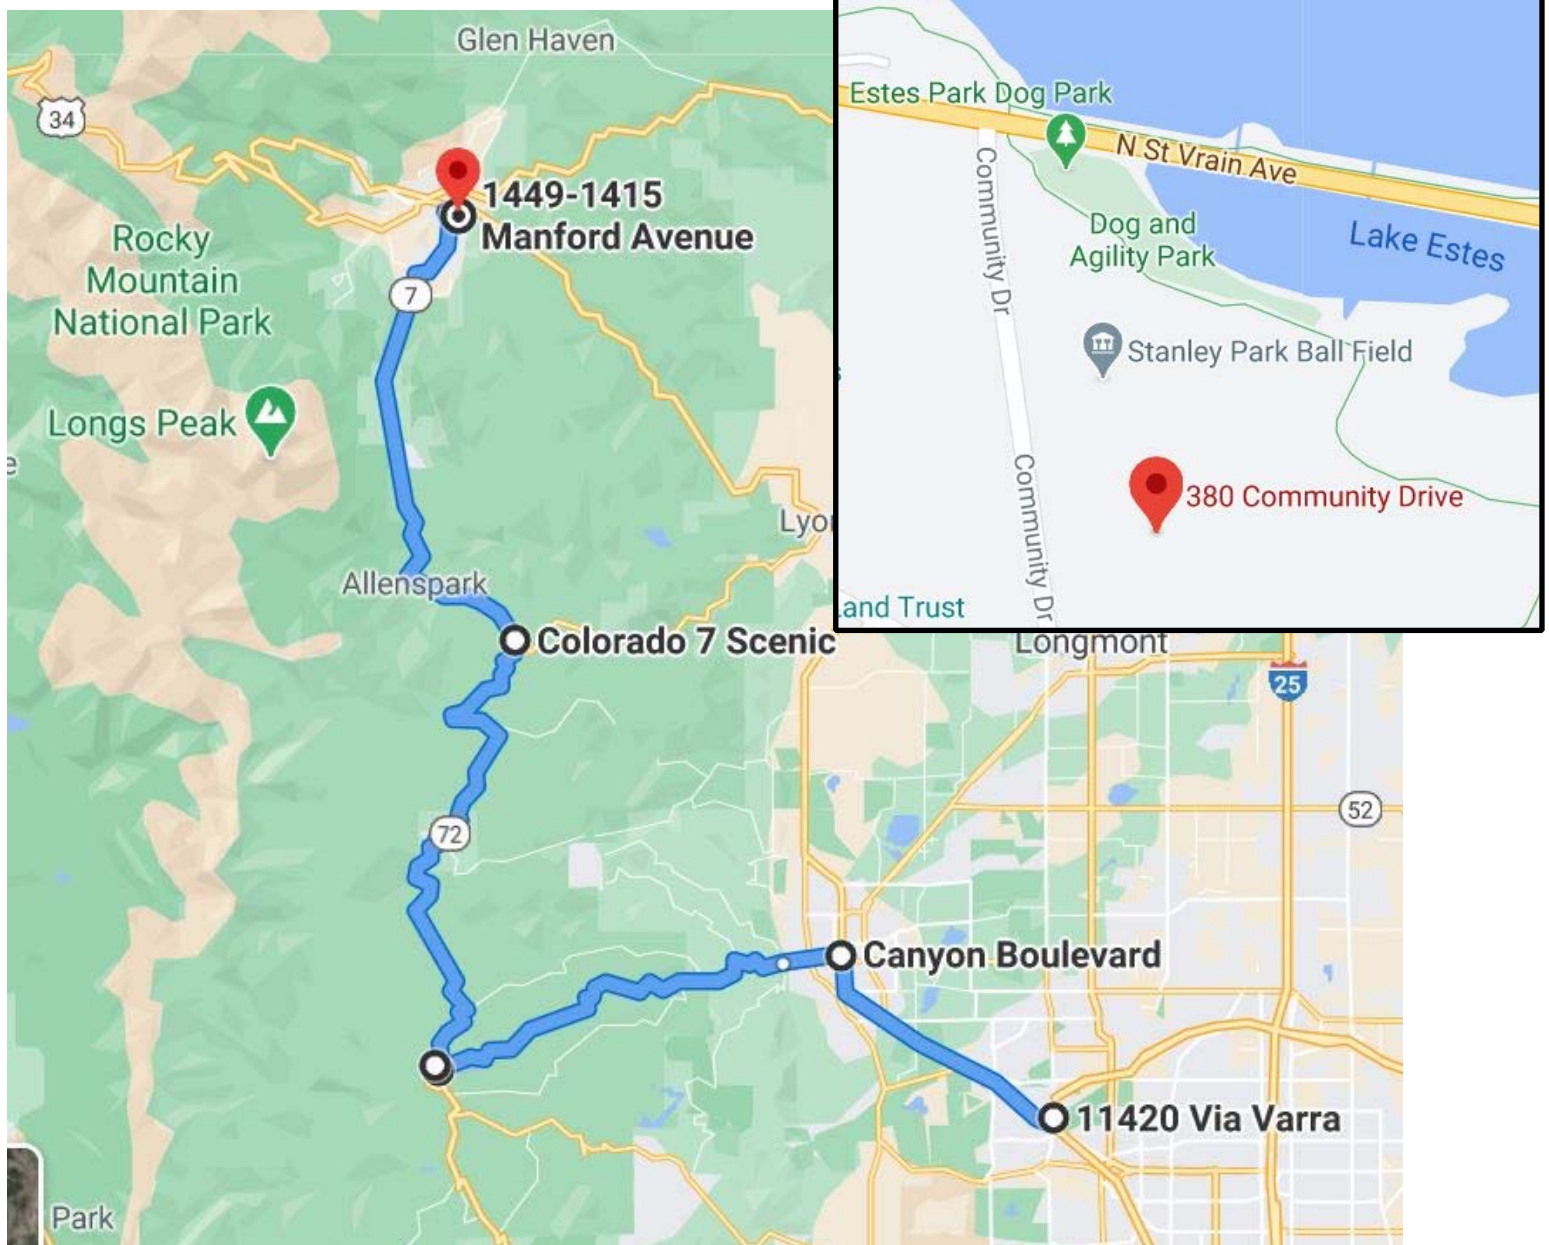 Glen Haven
34
1449-1415
Manford Avenue
Rocky
Mountain
National Park
7
Longs Peak
e
Lyo
Allenspark
Colorado 7 Scenic
Longmont
25
72
52
Canyon Boulevard
11420 Via Varra
Park
Estes Park Dog Park
N St Vrain Ave
Community Dr
Dog and
Agility Park
Lake Estes
Stanley Park Ball Field
380 Community Drive
Community Dr
and Trust